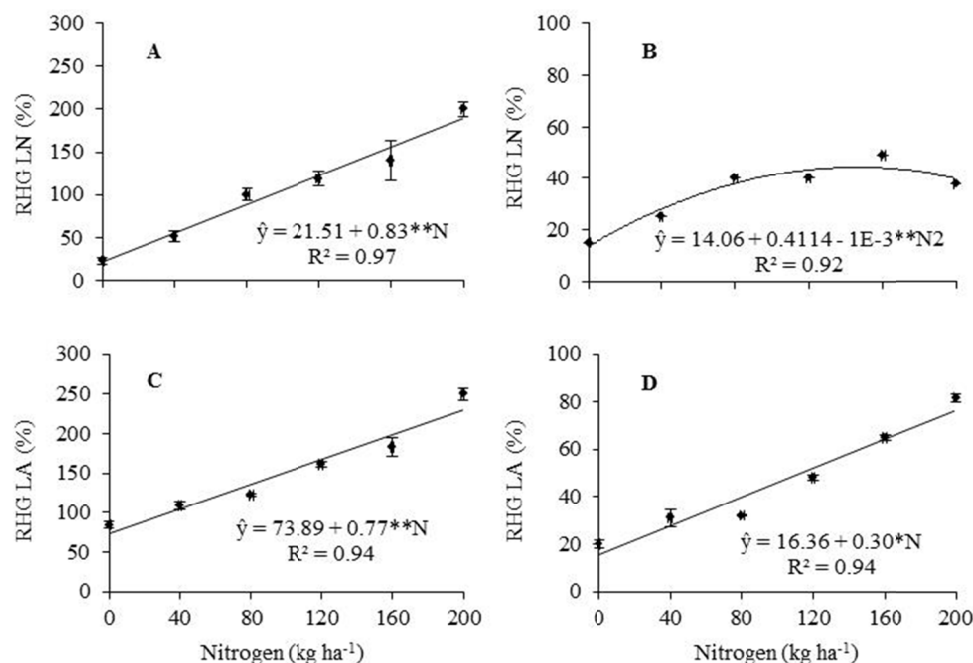 300
250
200
150
100
50
0
RHG LN (%)
A
ŷ = 21.51 + 0.83**N
R² = 0.97
100
80
60
40
20
0
RHG LN (%)
B
ŷ = 14.06 + 0.4114 - 1E-3**N2
R² = 0.92
300
250
200
150
100
50
0
RHG LA (%)
C
ŷ = 73.89 + 0.77**N
R² = 0.94
0 40 80 120 160 200
Nitrogen (kg ha⁻¹)
100
80
60
40
20
0
RHG LA (%)
D
ŷ = 16.36 + 0.30*N
R² = 0.94
0 40 80 120 160 200
Nitrogen (kg ha⁻¹)